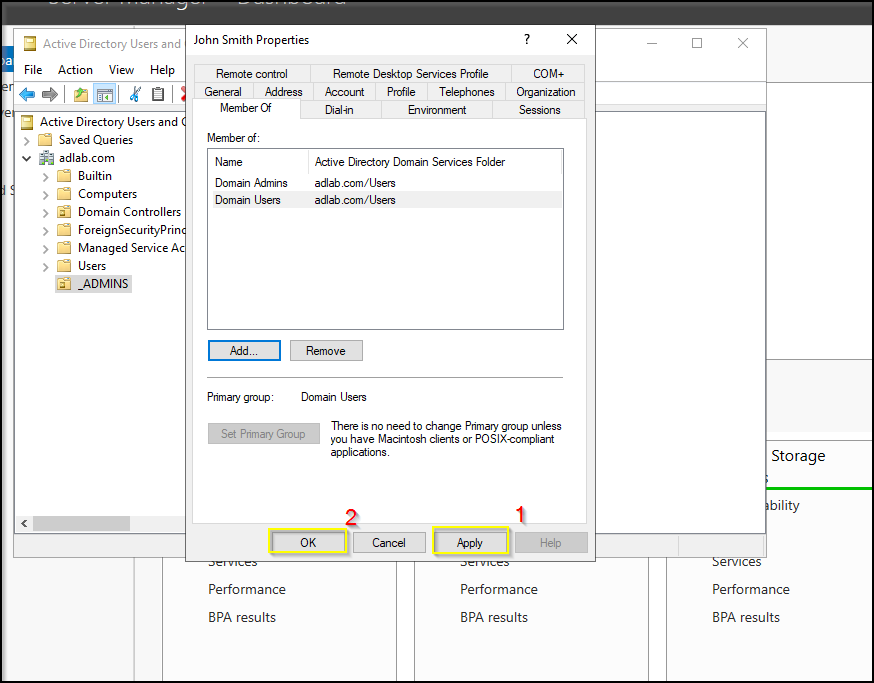 Server Manager Dashboard
Active Directory Users and
John Smith Properties
?
File Action View Help
Remote control Remote Desktop Services Profile COM+
General Address Account Profile Telephones Organization
Member Of Dial-in Environment Sessions
Active Directory Users and C
Saved Queries
adlab.com
Builtin
Computers
Domain Controllers
ForeignSecurityPrinc
Managed Service Ac
Users
_ADMINS
Member of:
Name Active Directory Domain Services Folder
Domain Admins adlab.com/Users
Domain Users adlab.com/Users
Add... Remove
Primary group: Domain Users
Set Primary Group
There is no need to change Primary group unless
you have Macintosh clients or POSIX-compliant
applications.
2 1
OK Cancel Apply Help
Storage
ability
Services Services Services
Performance Performance Performance
BPA results BPA results BPA results